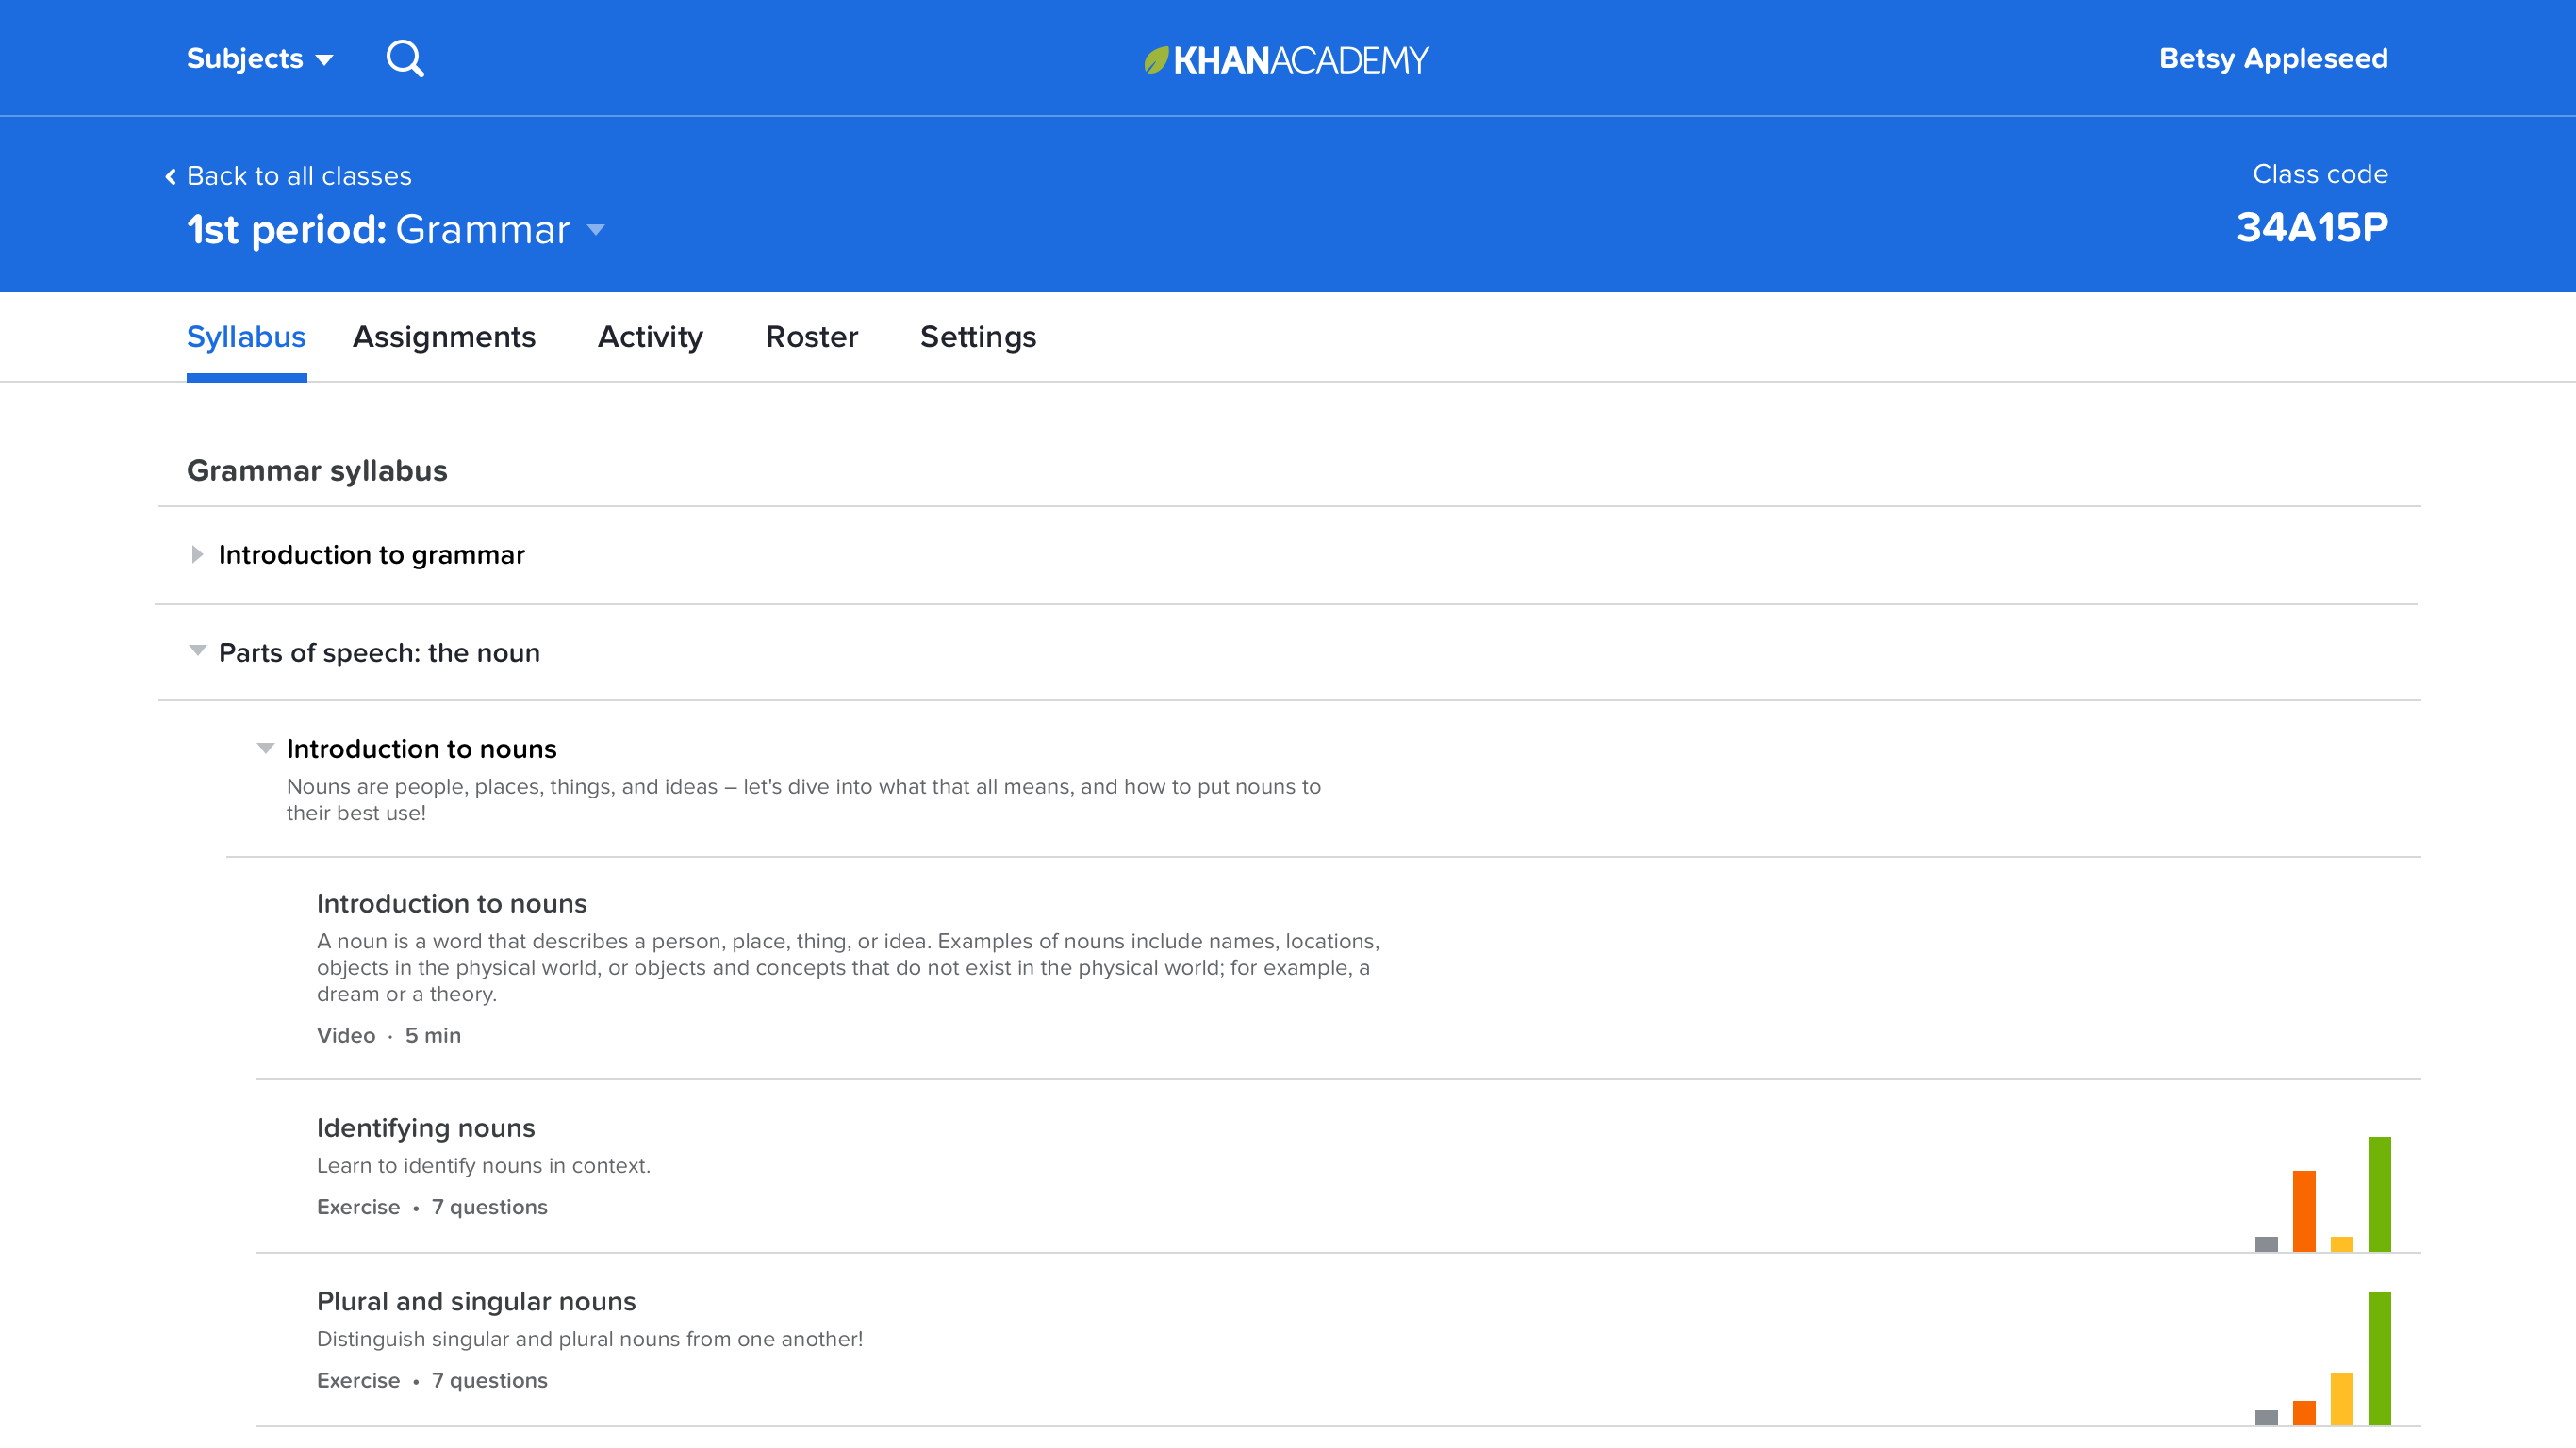 Subjects
KHANACADEMY
Betsy Appleseed
Back to all classes
Class code
1st period: Grammar
34A15P
Syllabus Assignments Activity Roster Settings
Grammar syllabus
Introduction to grammar
Parts of speech: the noun
Introduction to nouns
Nouns are people, places, things, and ideas – let's dive into what that all means, and how to put nouns to
their best use!
Introduction to nouns
A noun is a word that describes a person, place, thing, or idea. Examples of nouns include names, locations,
objects in the physical world, or objects and concepts that do not exist in the physical world; for example, a
dream or a theory.
Video · 5 min
Identifying nouns
Learn to identify nouns in context.
Exercise • 7 questions
Plural and singular nouns
Distinguish singular and plural nouns from one another!
Exercise • 7 questions